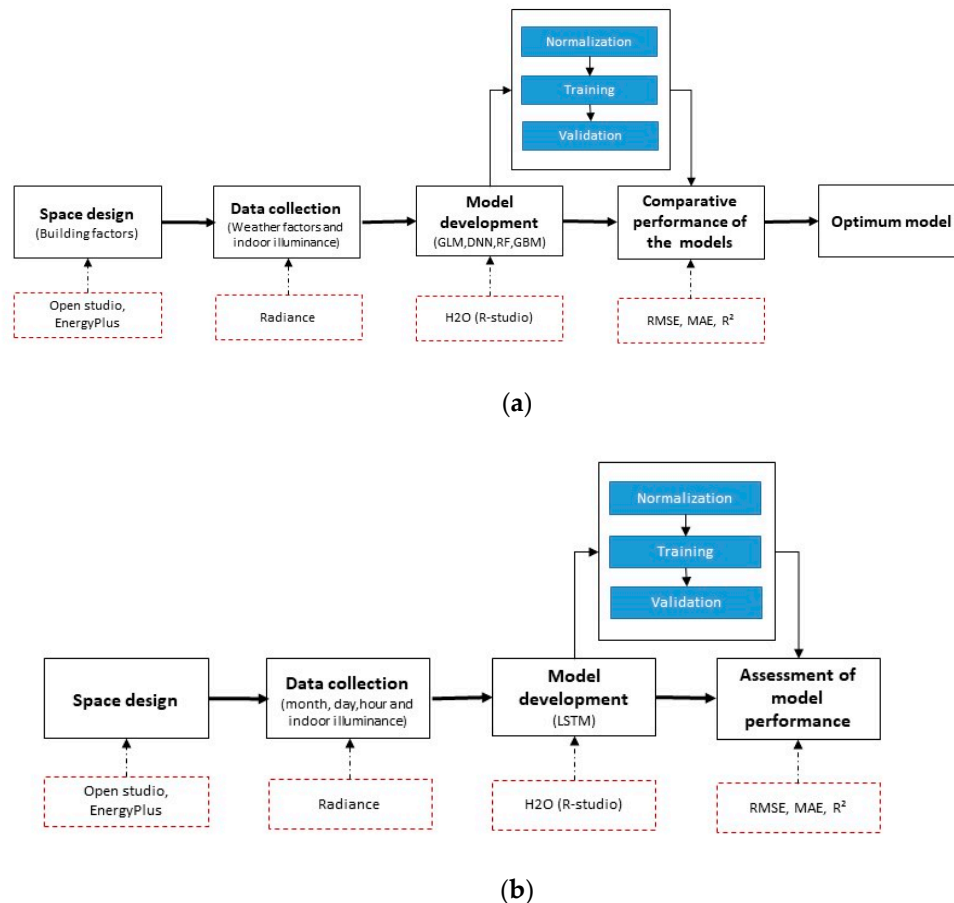 Normalization
Training
Validation
Space design
(Building factors)
Data collection
(Weather factors and
indoor illuminance)
Model
development
(GLM,DNN,RF,GBM)
Comparative
performance of
the models
Optimum model
Open studio,
EnergyPlus
Radiance
H2O (R-studio)
RMSE, MAE, R²
(a)
Normalization
Training
Validation
Space design
Data collection
(month, day,hour and
indoor illuminance)
Model
development
(LSTM)
Assessment of
model
performance
Open studio,
EnergyPlus
Radiance
H2O (R-studio)
RMSE, MAE, R²
(b)